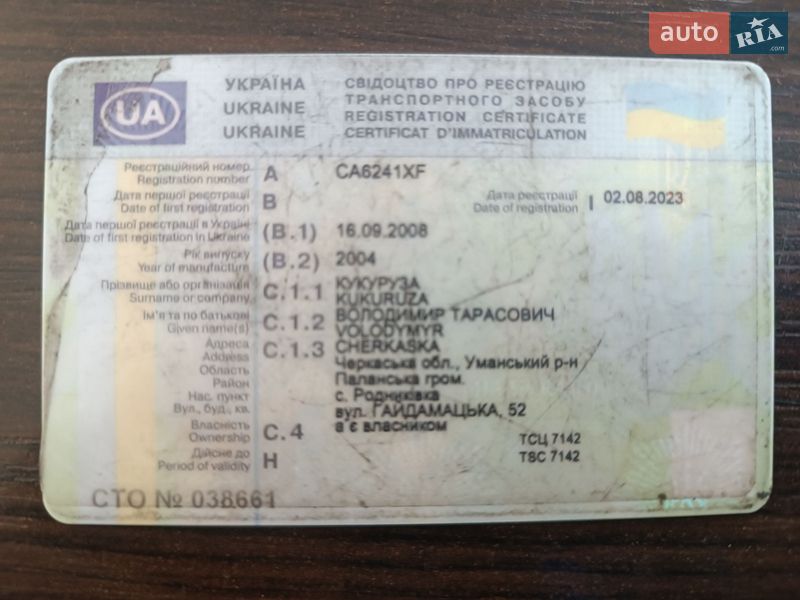 auto RIA .com
UA
УКРАЇНА
UKRAINE
UKRAINE
СВІДОЦТВО ПРО РЕЄСТРАЦІЮ
ТРАНСПОРТНОГО ЗАСОБУ
REGISTRATION CERTIFICATE
CERTIFICAT D'IMMATRICULATION
Реєстраційний номер
Registration number A CA6241XF
Дата першої реєстрації
Date of first registration B
Дата реєстрації
Date of registration I 02.08.2023
Дата першої реєстрації в Україні
Date of first registration in Ukraine (B.1) 16.09.2008
Рік випуску
Year of manufacture (B.2) 2004
Прізвище або організація
Surname or company C.1.1 КУКУРУЗА
KUKURUZA
Ім'я та по батькові
Given name(s) C.1.2 ВОЛОДИМИР ТАРАСОВИЧ
VOLODYMYR
Адреса
Address C.1.3 CHERKASKA
Область
Район
Нас. пункт
Вул., буд., кв.
Черкаська обл., Уманський р-н
Паланська гром.
с. Родниківка
вул. ГАЙДАМАЦЬКА, 52
Власність
Ownership C.4 а є власником
Дійсне до
Period of validity H
ТСЦ 7142
TSC 7142
СТО № 038661